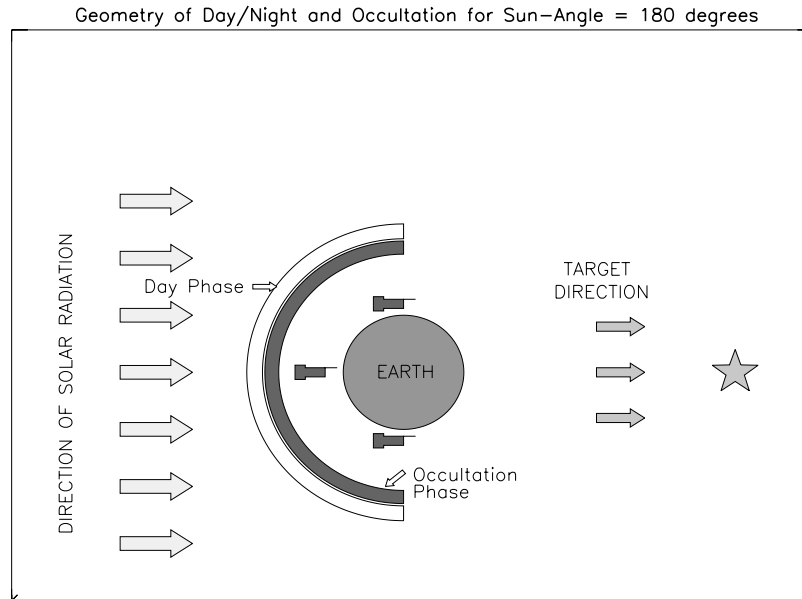 Geometry of Day/Night and Occultation for Sun-Angle = 180 degrees
DIRECTION OF SOLAR RADIATION
Day Phase
EARTH
Occultation
Phase
TARGET
DIRECTION